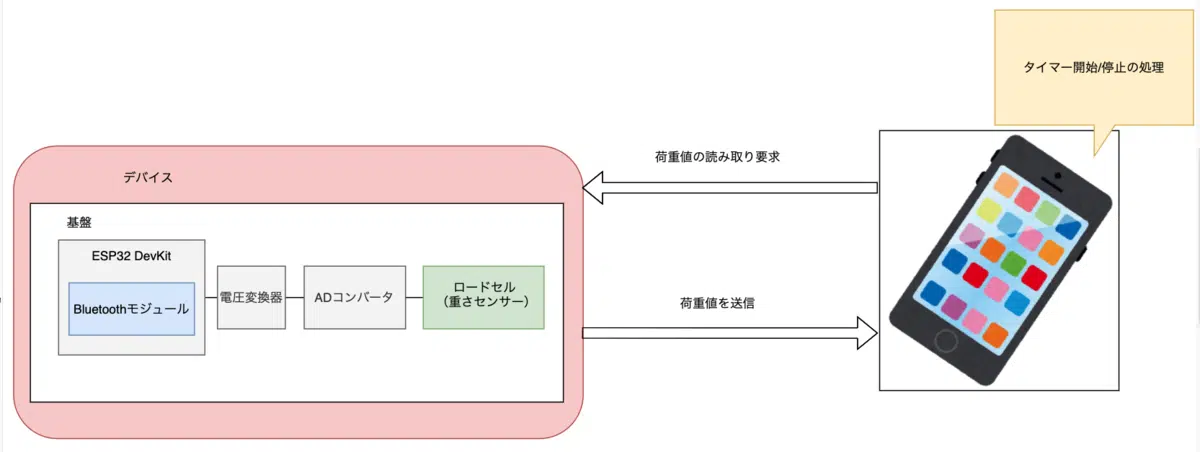 タイマー開始/停止の処理
荷重値の読み取り要求
デバイス
基盤
ESP32 DevKit
Bluetoothモジュール
電圧変換器
ADコンバータ
ロードセル
（重さセンサー）
荷重値を送信